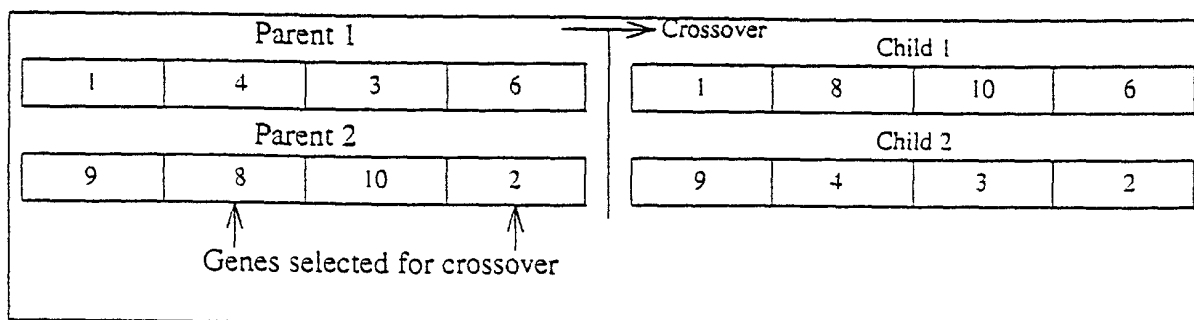 Parent 1
Crossover
Child 1
1 4 3 6
1 8 10 6
Parent 2
Child 2
9 8 10 2
9 4 3 2
Genes selected for crossover